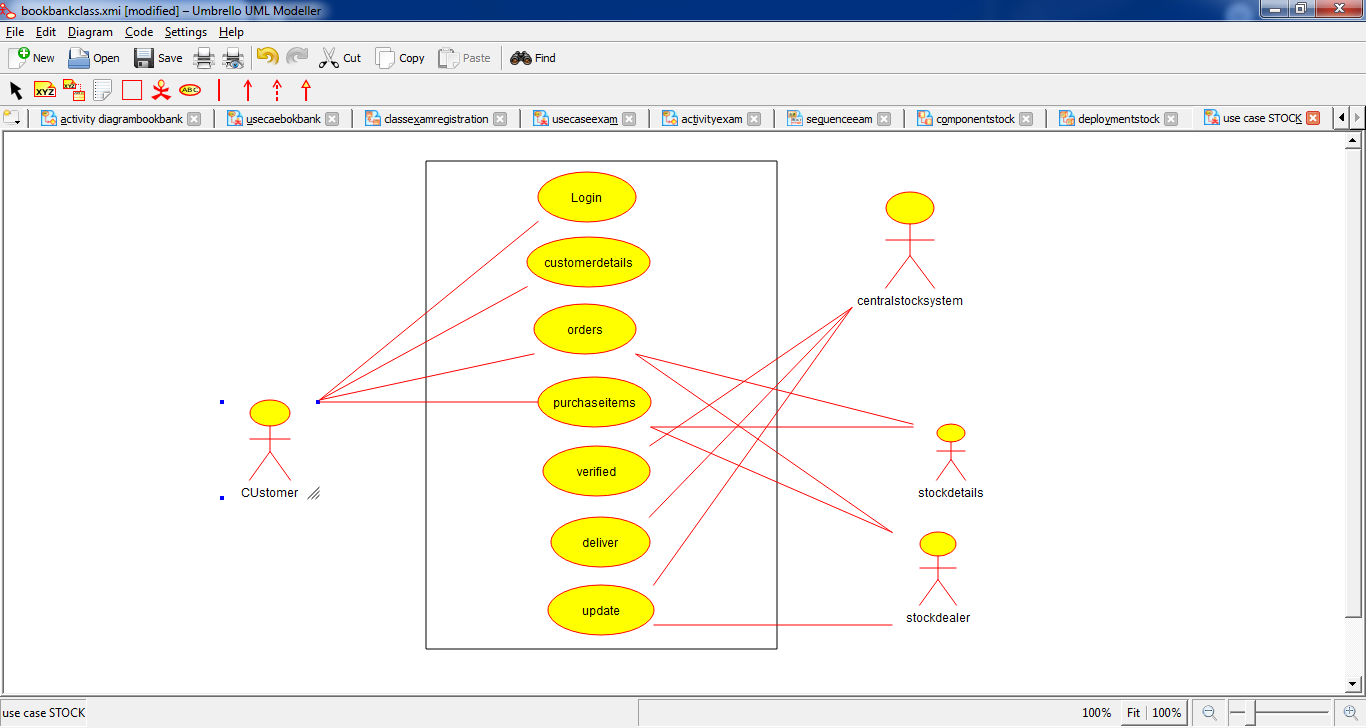 bookbankclass.xmi [modified] – Umbrello UML Modeller
File Edit Diagram Code Settings Help
New Open Save Cut Copy Paste Find
XYZ XYZ ABC
activity diagrambookbank usecaebokbank classexamregistration usecaseexam activityexam sequenceeam componentstock deploymentstock use case STOCK
Login
customerdetails
centralstocksystem
orders
purchaseitems
verified
CUstomer
stockdetails
deliver
update
stockdealer
use case STOCK 100% Fit 100%